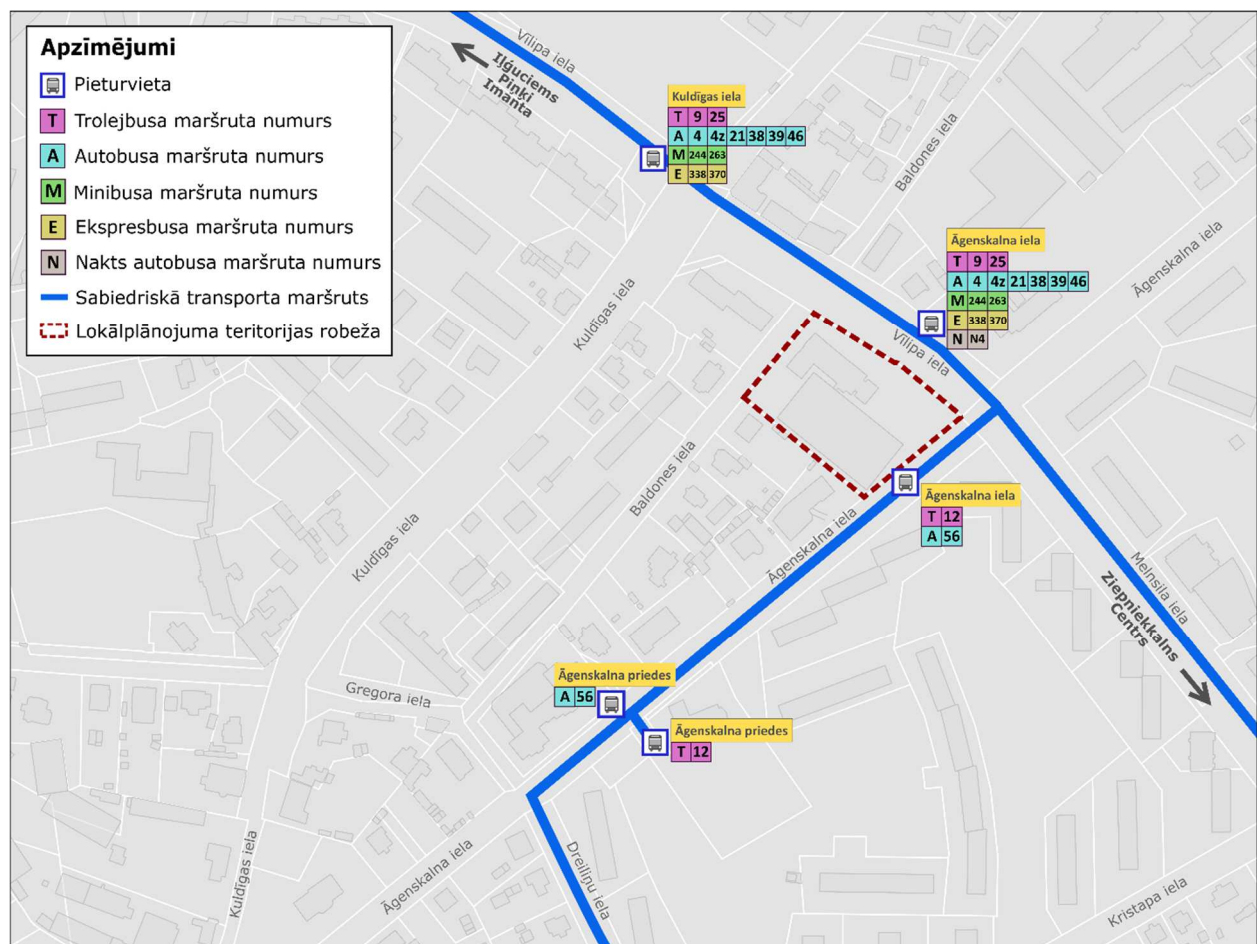 Apzīmējumi
Pieturvieta
T Trolejbusa maršruta numurs
A Autobusa maršruta numurs
M Minibusa maršruta numurs
E Ekspresbusa maršruta numurs
N Nakts autobusa maršruta numurs
Sabiedriskā transporta maršruts
Lokālplānojuma teritorijas robeža
Vīlipa iela
Iļģuciems
Piņķi
Imanta
Kuldīgas iela
T 9 25
A 4 4z 21 38 39 46
M 244 263
E 338 370
Baldones iela
Āgenskalna iela
T 9 25
A 4 4z 21 38 39 46
M 244 263
E 338 370
N N4
Āgenskalna iela
Kuldīgas iela
Vīlipa iela
Baldones iela
Āgenskalna iela
T 12
A 56
Āgenskalna iela
Kuldīgas iela
Melnsila iela
Ziepniekkalns
Centrs
Gregora iela
Āgenskalna priedes
A 56
Āgenskalna priedes
T 12
Kuldīgas iela
Āgenskalna iela
Dreiliņu iela
Kristapa iela